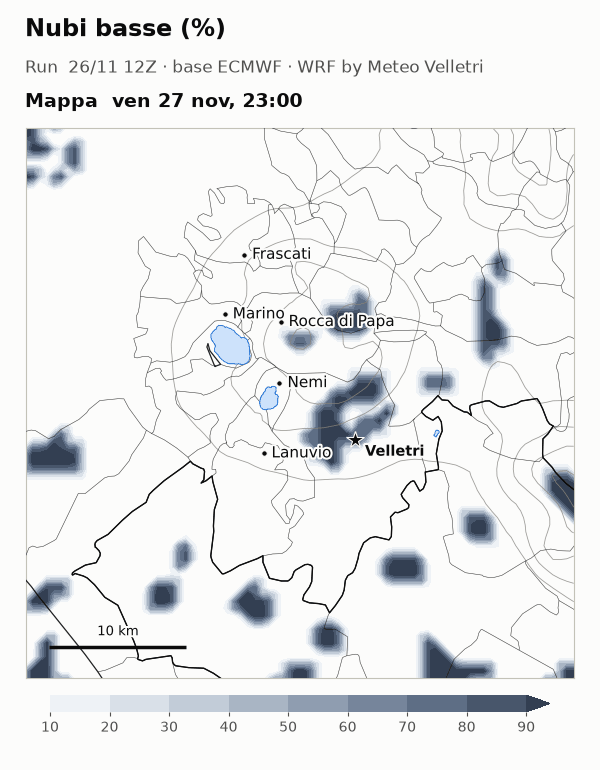 Nubi basse (%)
Run  26/11 12Z · base ECMWF · WRF by Meteo Velletri
Mappa  ven 27 nov, 23:00
Frascati
Marino
Rocca di Papa
Nemi
Velletri
Lanuvio
10 km
10 20 30 40 50 60 70 80 90